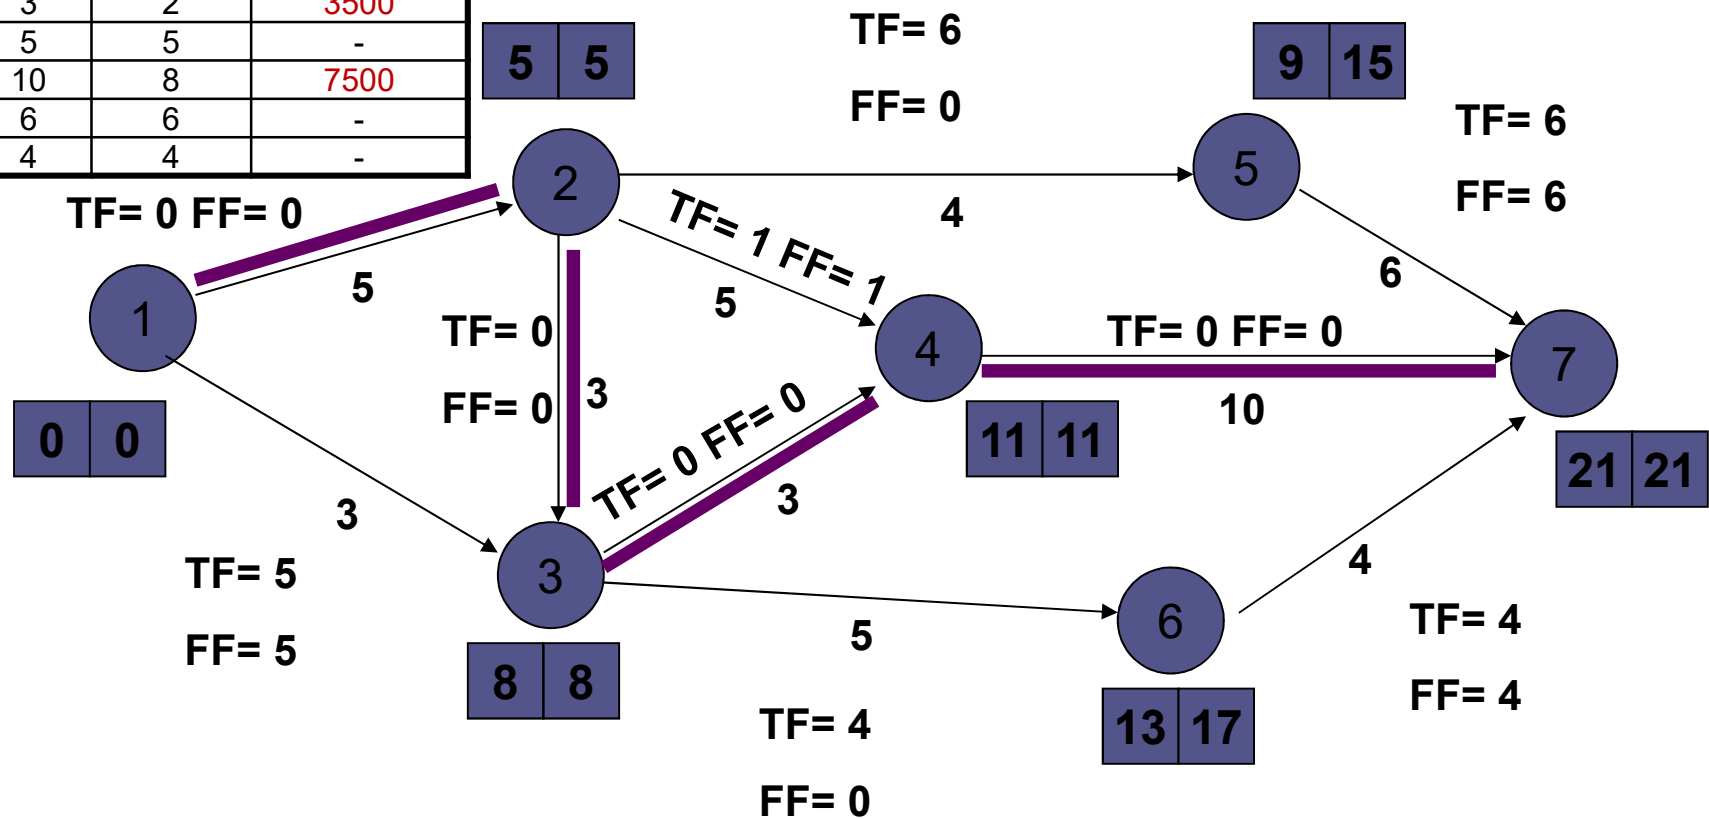 3 2 3500
5 5 -
10 8 7500
6 6 -
4 4 -
5 5
TF= 6
FF= 0
9 15
TF= 6
FF= 6
2
5
4
TF= 0 FF= 0
5
TF= 1 FF= 1
5
6
1
TF= 0
FF= 0
3
4
TF= 0 FF= 0
10
7
0 0
11 11
21 21
3
TF= 0 FF= 0
3
TF= 5
FF= 5
3
5
6
4
TF= 4
FF= 4
8 8
13 17
TF= 4
FF= 0